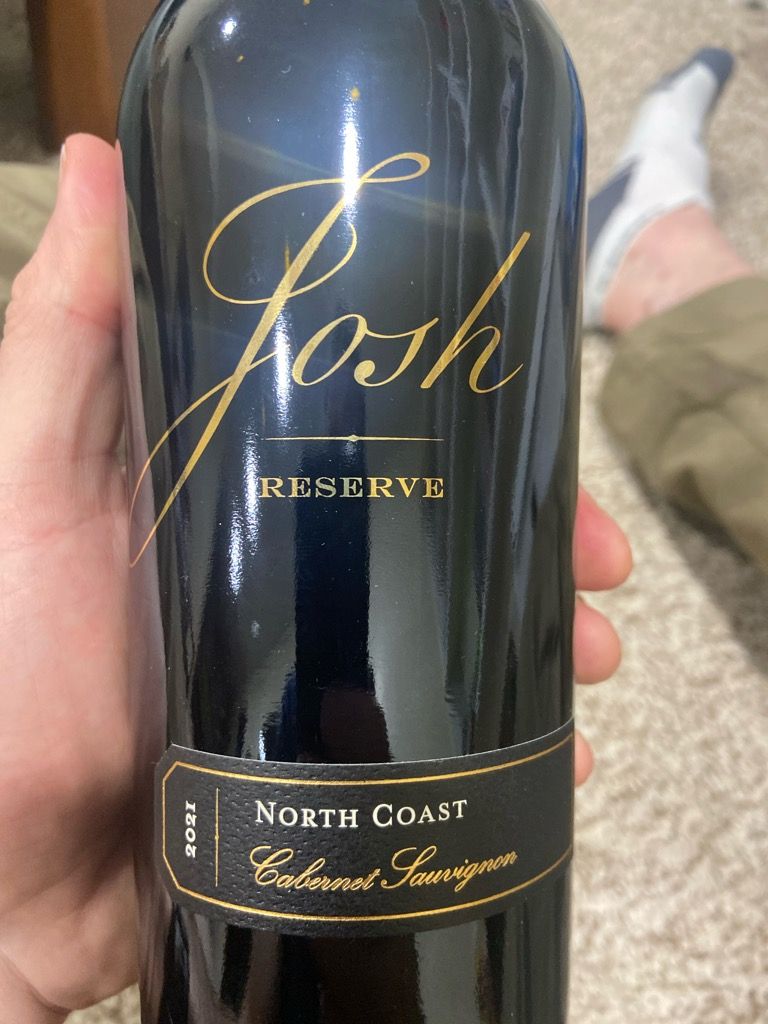 Josh
RESERVE
2021
NORTH COAST
Cabernet Sauvignon